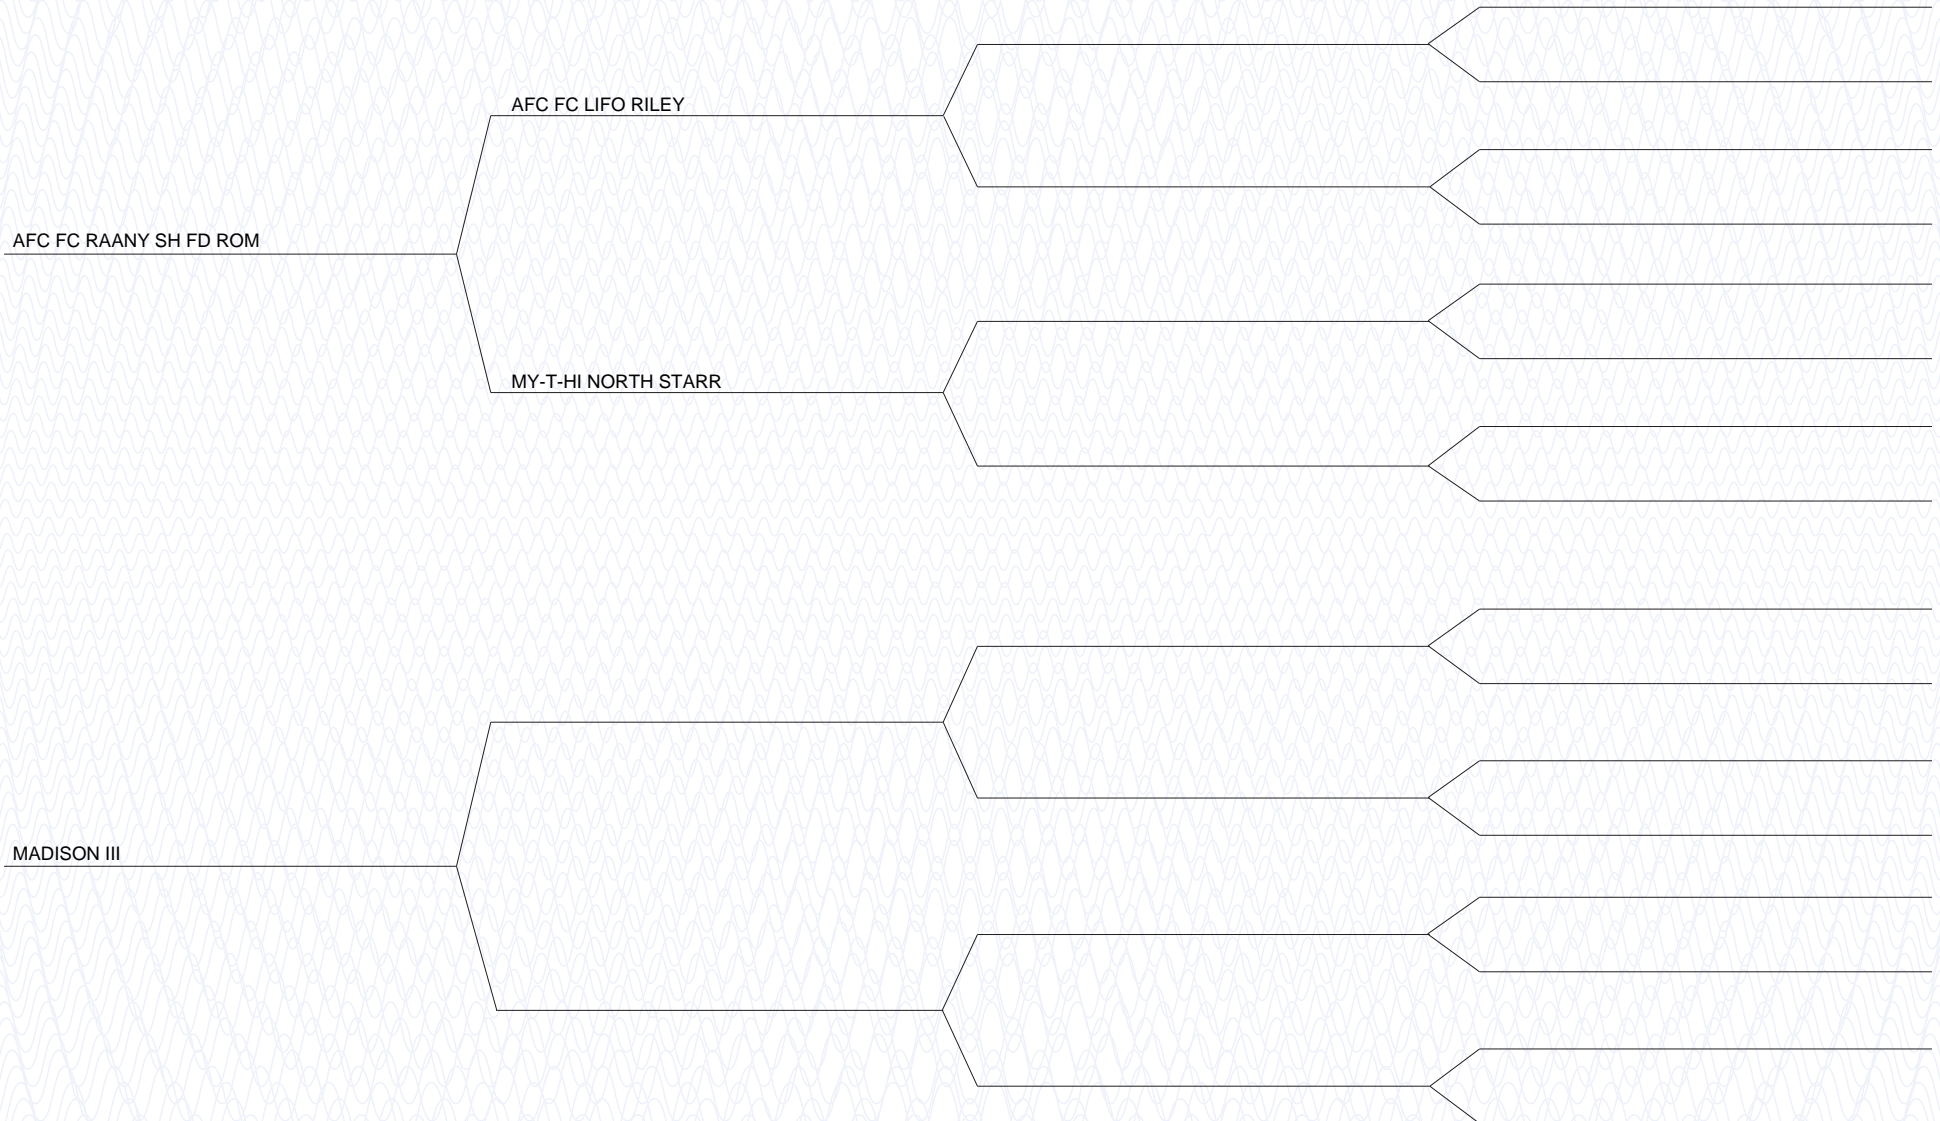 AFC FC LIFO RILEY
AFC FC RAANY SH FD ROM
MY-T-HI NORTH STARR
MADISON III